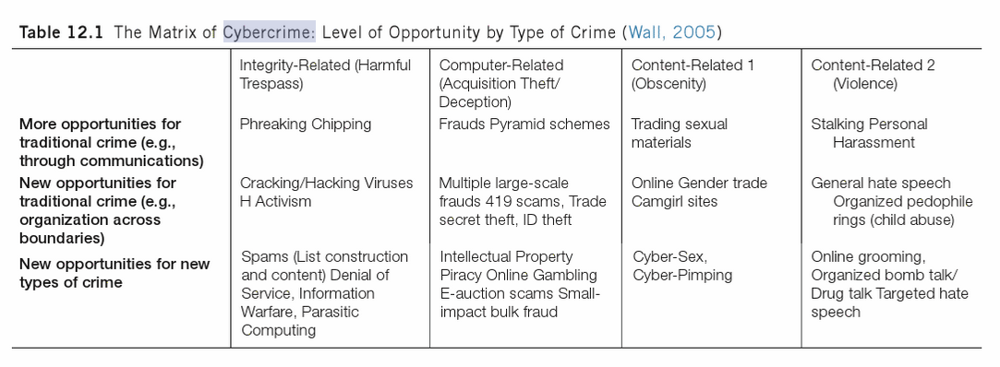 Table 12.1 The Matrix of Cybercrime: Level of Opportunity by Type of Crime (Wall, 2005)
Integrity-Related (Harmful
Trespass)
Computer-Related
(Acquisition Theft/
Deception)
Content-Related 1
(Obscenity)
Content-Related 2
(Violence)
More opportunities for
traditional crime (e.g.,
through communications)
Phreaking Chipping
Frauds Pyramid schemes
Trading sexual
materials
Stalking Personal
Harassment
New opportunities for
traditional crime (e.g.,
organization across
boundaries)
Cracking/Hacking Viruses
H Activism
Multiple large-scale
frauds 419 scams, Trade
secret theft, ID theft
Online Gender trade
Camgirl sites
General hate speech
Organized pedophile
rings (child abuse)
New opportunities for new
types of crime
Spams (List construction
and content) Denial of
Service, Information
Warfare, Parasitic
Computing
Intellectual Property
Piracy Online Gambling
E-auction scams Small-
impact bulk fraud
Cyber-Sex,
Cyber-Pimping
Online grooming,
Organized bomb talk/
Drug talk Targeted hate
speech